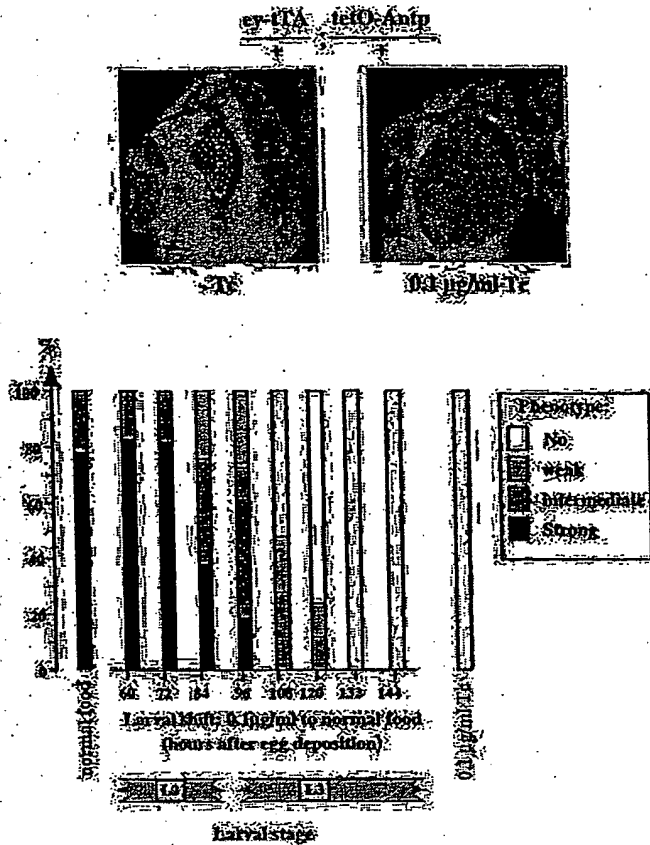 ey-tTA tetO-Antp
-Tc
0.1 µg/ml Tc
%
100
80
60
40
20
0
normal food
60 72 84 96 108 120 132 144
0.1 µg/ml Tc
Larval shift: 0.1 µg/ml to normal food
(hours after egg deposition)
L3
Larval stage
Phenotype
No
weak
Intermediate
Strong